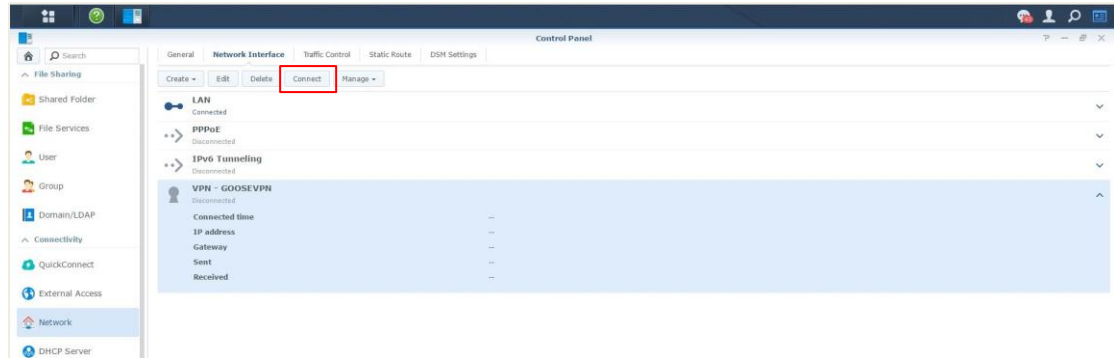 Control Panel
Search
General Network Interface Traffic Control Static Route DSM Settings
File Sharing
Create Edit Delete Connect Manage
Shared Folder
LAN
Connected
File Services
PPPoE
Disconnected
User
IPv6 Tunneling
Disconnected
Group
VPN - GOOSEVPN
Disconnected
Domain/LDAP
Connected time --
IP address --
Connectivity
Gateway --
QuickConnect
Sent --
Received --
External Access
Network
DHCP Server